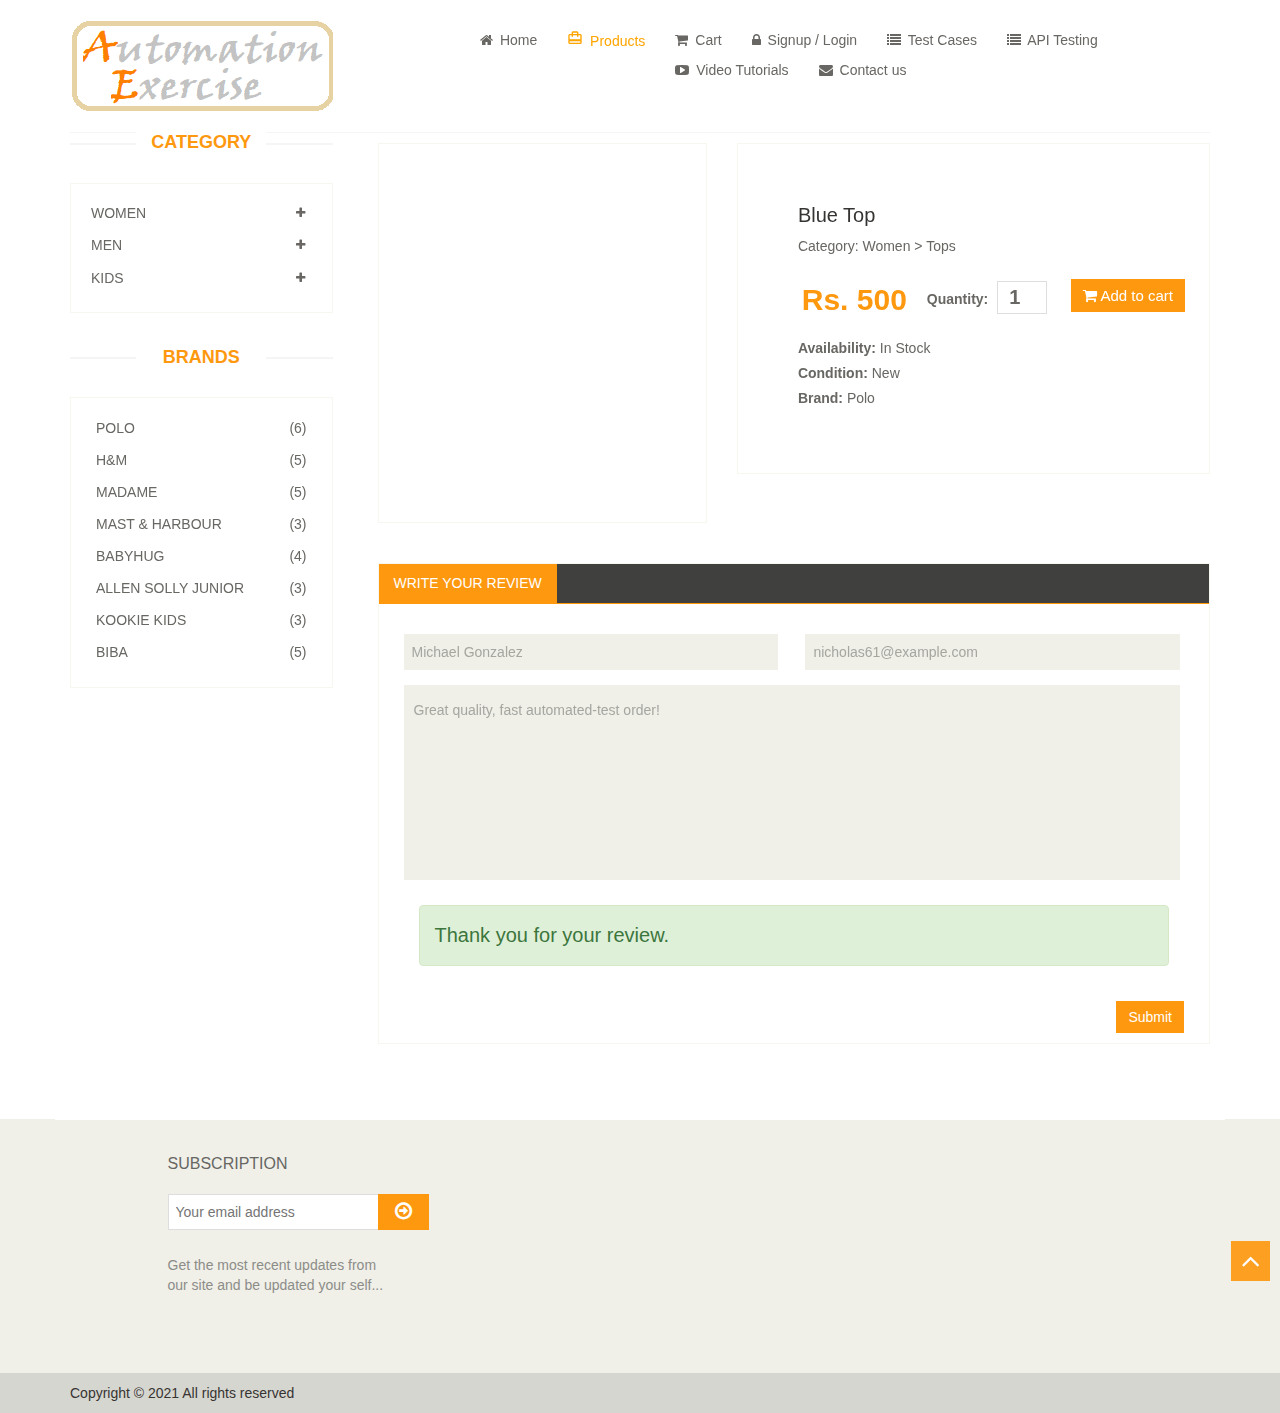 Automation
Exercise
Home
Products
Cart
Signup / Login
Test Cases
API Testing
Video Tutorials
Contact us
CATEGORY
WOMEN
MEN
KIDS
BRANDS
POLO (6)
H&M (5)
MADAME (5)
MAST & HARBOUR (3)
BABYHUG (4)
ALLEN SOLLY JUNIOR (3)
KOOKIE KIDS (3)
BIBA (5)
Blue Top
Category: Women > Tops
Rs. 500 Quantity: 1 Add to cart
Availability: In Stock
Condition: New
Brand: Polo
WRITE YOUR REVIEW
Michael Gonzalez
nicholas61@example.com
Great quality, fast automated-test order!
Thank you for your review.
Submit
SUBSCRIPTION
Your email address
Get the most recent updates from
our site and be updated your self...
Copyright © 2021 All rights reserved